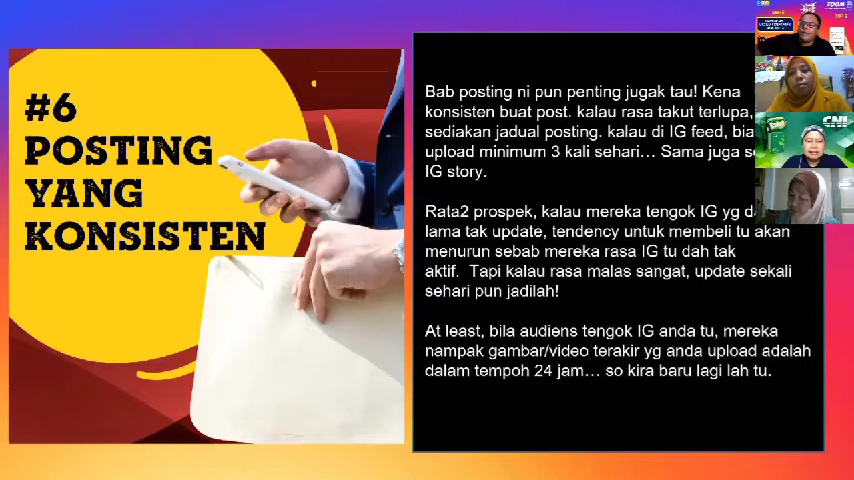 #6
POSTING
YANG
KONSISTEN
Bab posting ni pun penting jugak tau! Kena
konsisten buat post. kalau rasa takut terlupa,
sediakan jadual posting. kalau di IG feed,
upload minimum 3 kali sehari... Sama juga
IG story.
Rata2 prospek, kalau mereka tengok IG yg
lama tak update, tendency untuk membeli tu akan
menurun sebab mereka rasa IG tu dah tak
aktif. Tapi kalau rasa malas sangat, update sekali
sehari pun jadilah!
At least, bila audiens tengok IG anda tu, mereka
nampak gambar/video terakir yg anda upload adalah
dalam tempoh 24 jam... so kira baru lagi lah tu.
ZOOM
CNI